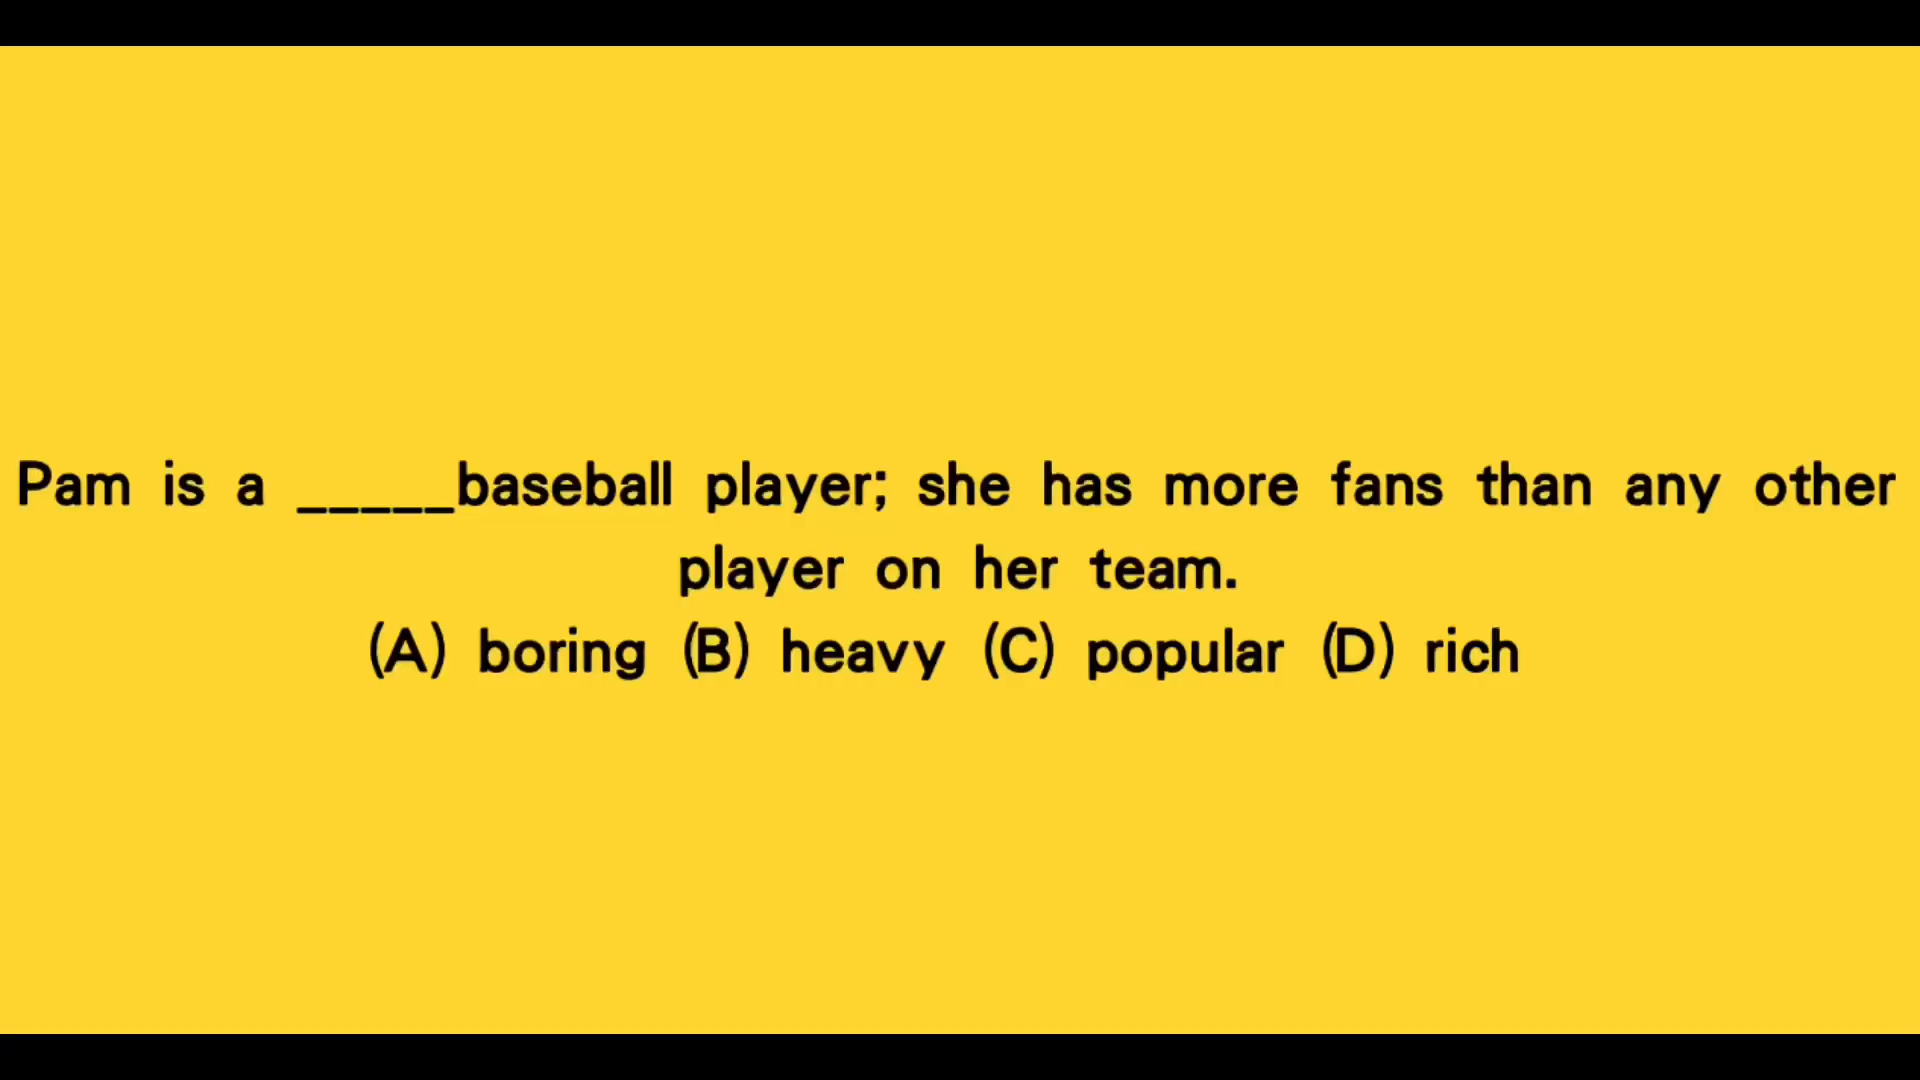 Pam is a _____baseball player; she has more fans than any other
player on her team.
(A) boring (B) heavy (C) popular (D) rich